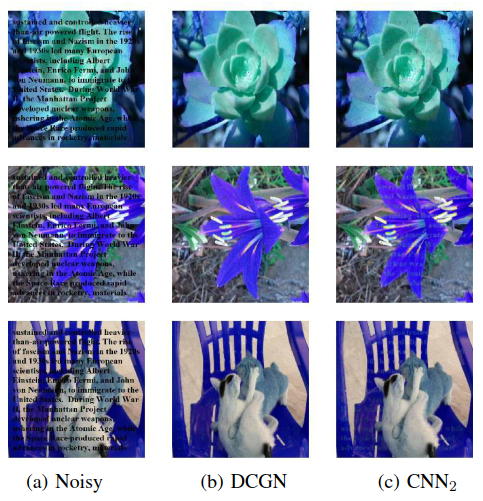 sustained and controlled heavier
than-air powered flight. The rise
of fascism and Nazism in the 1920s
and 1930s led many European
scientists, including Albert
Einstein, Enrico Fermi, and John
von Neumann, to immigrate to the
United States. During World War
II, the Manhattan Project
developed nuclear weapons,
ushering in the Atomic Age, while
the Space Race produced rapid
advances in rocketry, materials
sustained and controlled heavier
than-air powered flight. The rise
of fascism and Nazism in the 1920s
and 1930s led many European
scientists, including Albert
Einstein, Enrico Fermi, and John
von Neumann, to immigrate to the
United States. During World War
II, the Manhattan Project
developed nuclear weapons,
ushering in the Atomic Age, while
the Space Race produced rapid
advances in rocketry, materials
sustained and controlled heavier
than-air powered flight. The rise
of fascism and Nazism in the 1920s
and 1930s led many European
scientists, including Albert
Einstein, Enrico Fermi, and John
von Neumann, to immigrate to the
United States. During World War
II, the Manhattan Project
developed nuclear weapons,
ushering in the Atomic Age, while
the Space Race produced rapid
advances in rocketry, materials
(a) Noisy (b) DCGN (c) CNN₂